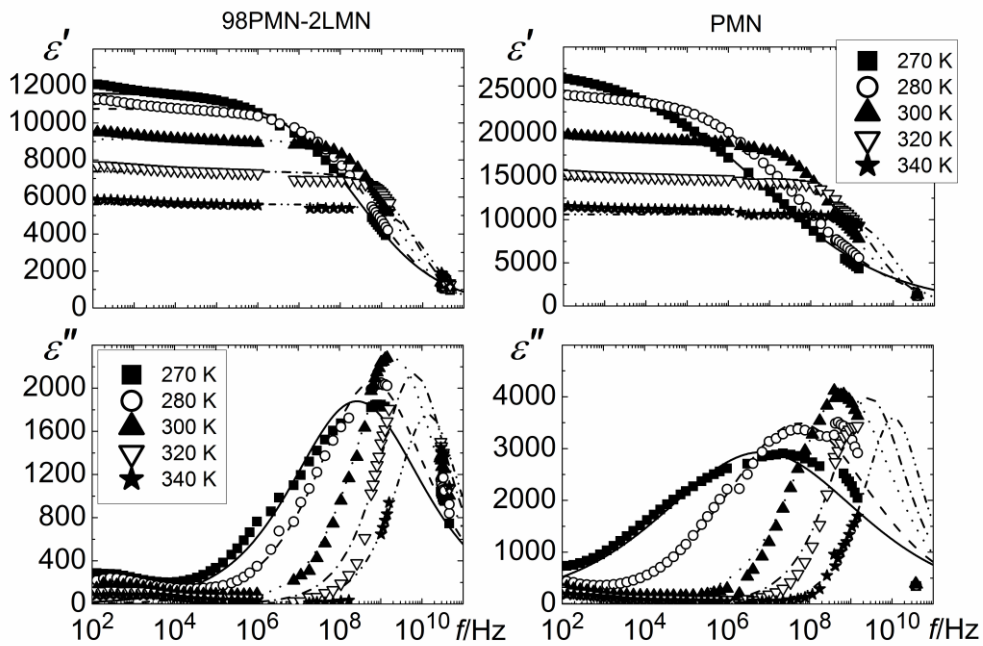 98PMN-2LMN
PMN
ε'
12000
10000
8000
6000
4000
2000
0
ε'
25000
20000
15000
10000
5000
0
270 K
280 K
300 K
320 K
340 K
ε''
2000
1600
1200
800
400
0
270 K
280 K
300 K
320 K
340 K
10² 10⁴ 10⁶ 10⁸ 10¹⁰ f/Hz
ε''
4000
3000
2000
1000
0
10² 10⁴ 10⁶ 10⁸ 10¹⁰ f/Hz